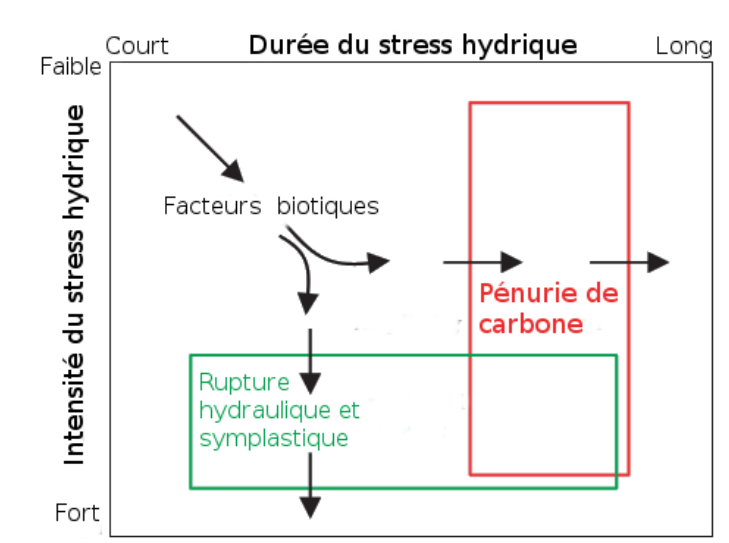 Court Durée du stress hydrique Long
Faible
Intensité du stress hydrique
Facteurs biotiques
Pénurie de
carbone
Rupture
hydraulique et
symplastique
Fort